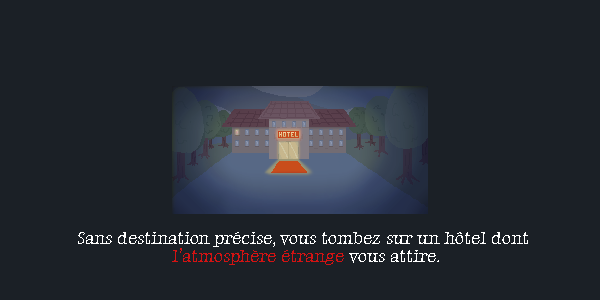 HOTEL
Sans destination précise, vous tombez sur un hôtel dont
l'atmosphère étrange vous attire.